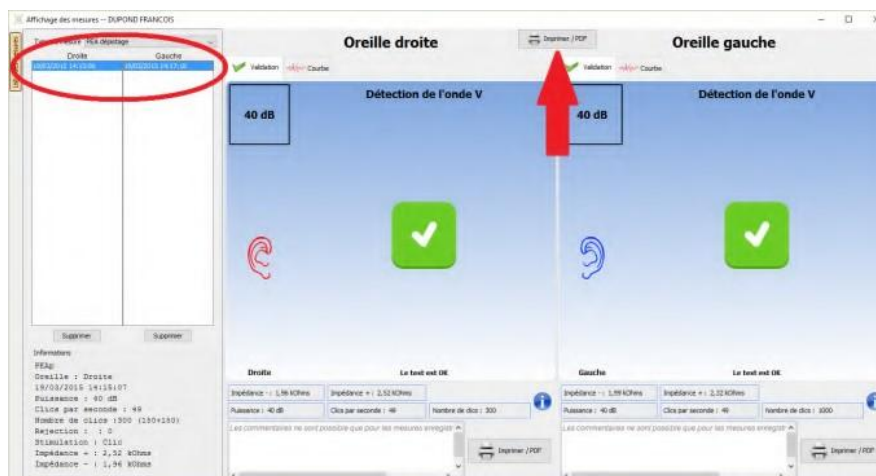 Affichage des mesures -- DUPOND FRANCOIS
PEA dépistage
Droite Gauche
Supprimer Supprimer
Informations
PEAp
Oreille : Droite
19/03/2015 14:15:07
Puissance : 40 dB
Clics par seconde : 49
Nombre de clics :300 (150+150)
Rejection : : 0
Stimulation : Clic
Impédance + : 2,52 kOhms
Impédance - : 1,96 kOhms
Oreille droite
Imprimer / PDF
Validation Courbe
Détection de l'onde V
40 dB
Droite Le test est OK
Impédance - : 1,96 kOhms Impédance + : 2,52 kOhms
Puissance : 40 dB Clics par seconde : 49 Nombre de clics : 300
Les commentaires ne sont possible que pour les mesures enregistr
Imprimer / PDF
Oreille gauche
Validation Courbe
Détection de l'onde V
40 dB
Gauche Le test est OK
Impédance - : 1,99 kOhms Impédance + : 2,32 kOhms
Puissance : 40 dB Clics par seconde : 49 Nombre de clics : 1000
Les commentaires ne sont possible que pour les mesures enregistr
Imprimer / PDF